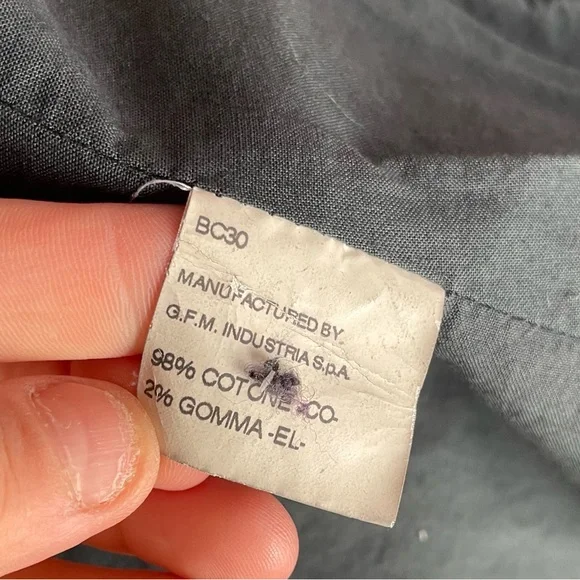 BC30
MANUFACTURED BY.
G.F.M. INDUSTRIA S.p.A.
98% COTONE -CO-
2% GOMMA -EL-